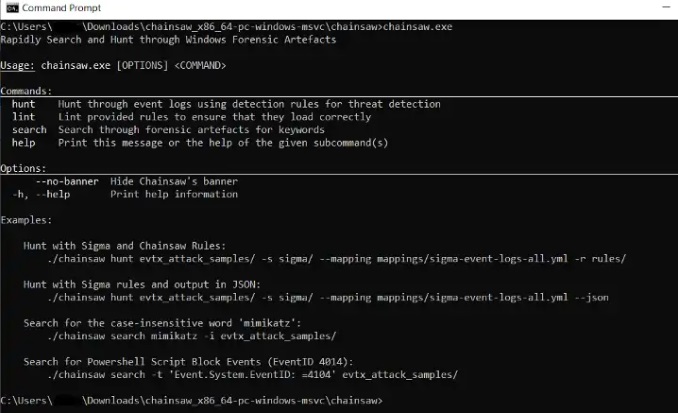 Command Prompt
C:\Users\ \Downloads\chainsaw_x86_64-pc-windows-msvc\chainsaw>chainsaw.exe
Rapidly Search and Hunt through Windows Forensic Artefacts
Usage: chainsaw.exe [OPTIONS] <COMMAND>
Commands:
hunt Hunt through event logs using detection rules for threat detection
lint Lint provided rules to ensure that they load correctly
search Search through forensic artefacts for keywords
help Print this message or the help of the given subcommand(s)
Options:
--no-banner Hide Chainsaw's banner
-h, --help Print help information
Examples:
Hunt with Sigma and Chainsaw Rules:
./chainsaw hunt evtx_attack_samples/ -s sigma/ --mapping mappings/sigma-event-logs-all.yml -r rules/
Hunt with Sigma rules and output in JSON:
./chainsaw hunt evtx_attack_samples/ -s sigma/ --mapping mappings/sigma-event-logs-all.yml --json
Search for the case-insensitive word 'mimikatz':
./chainsaw search mimikatz -i evtx_attack_samples/
Search for Powershell Script Block Events (EventID 4014):
./chainsaw search -t 'Event.System.EventID: =4104' evtx_attack_samples/
C:\Users\ \Downloads\chainsaw_x86_64-pc-windows-msvc\chainsaw>